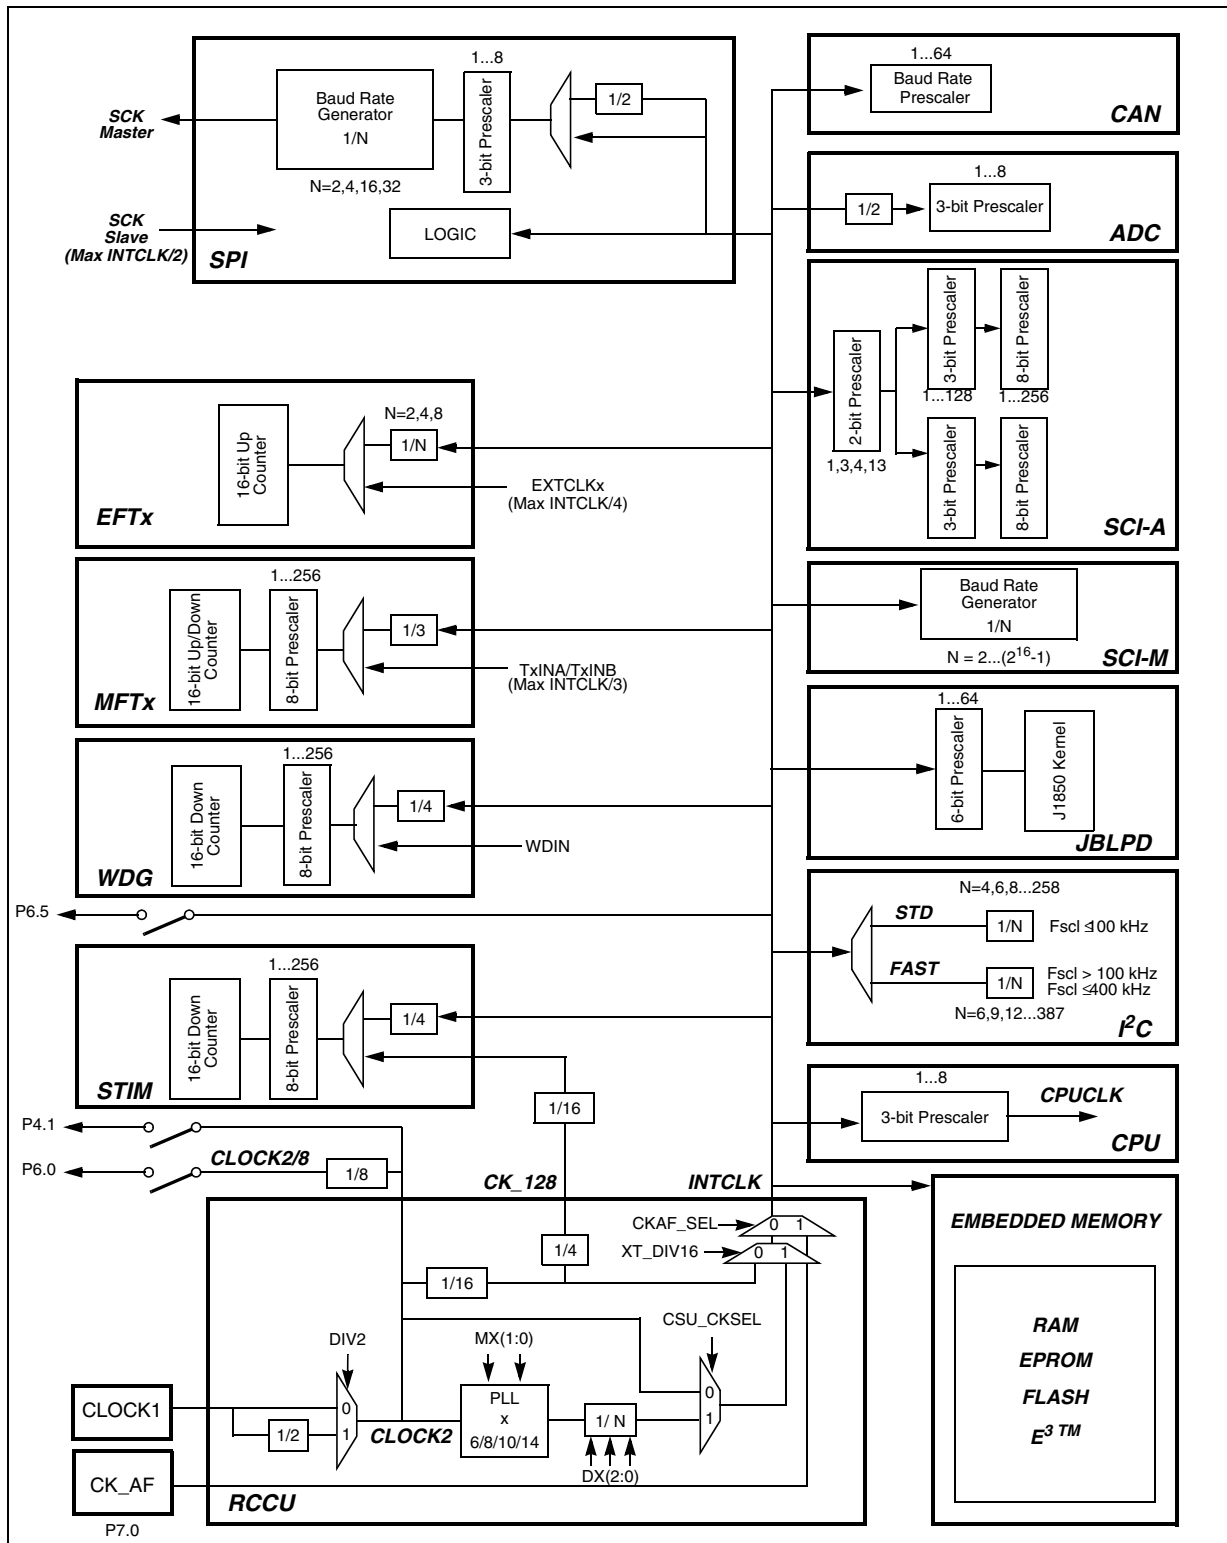 1...8
Baud Rate
Generator
1/N
N=2,4,16,32
3-bit Prescaler
1/2
SCK
Master
SCK
Slave
(Max INTCLK/2)
LOGIC
SPI
1...64
Baud Rate
Prescaler
CAN
1...8
1/2
3-bit Prescaler
ADC
2-bit Prescaler
1,3,4,13
3-bit Prescaler
8-bit Prescaler
1...128
1...256
3-bit Prescaler
8-bit Prescaler
SCI-A
16-bit Up
Counter
N=2,4,8
1/N
EXTCLKx
(Max INTCLK/4)
EFTx
1...256
16-bit Up/Down
Counter
8-bit Prescaler
1/3
TxINA/TxINB
(Max INTCLK/3)
MFTx
Baud Rate
Generator
1/N
N = 2...(2¹⁶-1)
SCI-M
1...64
6-bit Prescaler
J1850 Kernel
JBLPD
1...256
16-bit Down
Counter
8-bit Prescaler
1/4
WDIN
WDG
P6.5
N=4,6,8...258
STD
1/N
Fscl ≤100 kHz
FAST
1/N
Fscl > 100 kHz
Fscl ≤400 kHz
N=6,9,12...387
I²C
1...256
16-bit Down
Counter
8-bit Prescaler
1/4
STIM
1/16
1...8
3-bit Prescaler
CPUCLK
CPU
P4.1
P6.0
CLOCK2/8
1/8
CK_128
INTCLK
CKAF_SEL
0 1
XT_DIV16
0 1
1/4
1/16
CSU_CKSEL
DIV2
MX(1:0)
CLOCK1
1/2
0
1
CLOCK2
PLL
x
6/8/10/14
1/ N
DX(2:0)
0
1
CK_AF
P7.0
RCCU
EMBEDDED MEMORY
RAM
EPROM
FLASH
E³ ᵀᴹ